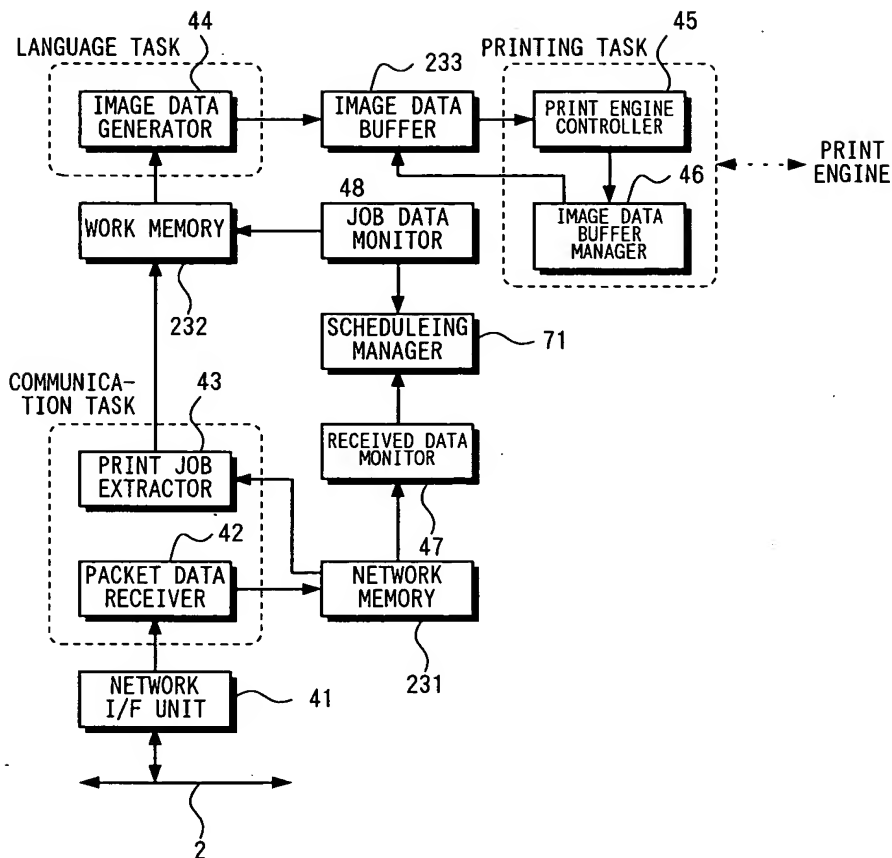 44
LANGUAGE TASK
IMAGE DATA
GENERATOR
233
IMAGE DATA
BUFFER
PRINTING TASK
45
PRINT ENGINE
CONTROLLER
46
IMAGE DATA
BUFFER
MANAGER
PRINT
ENGINE
WORK MEMORY
232
48
JOB DATA
MONITOR
SCHEDULEING
MANAGER
71
COMMUNICA-
TION TASK
43
PRINT JOB
EXTRACTOR
RECEIVED DATA
MONITOR
47
42
PACKET DATA
RECEIVER
NETWORK
MEMORY
231
NETWORK
I/F UNIT
41
2